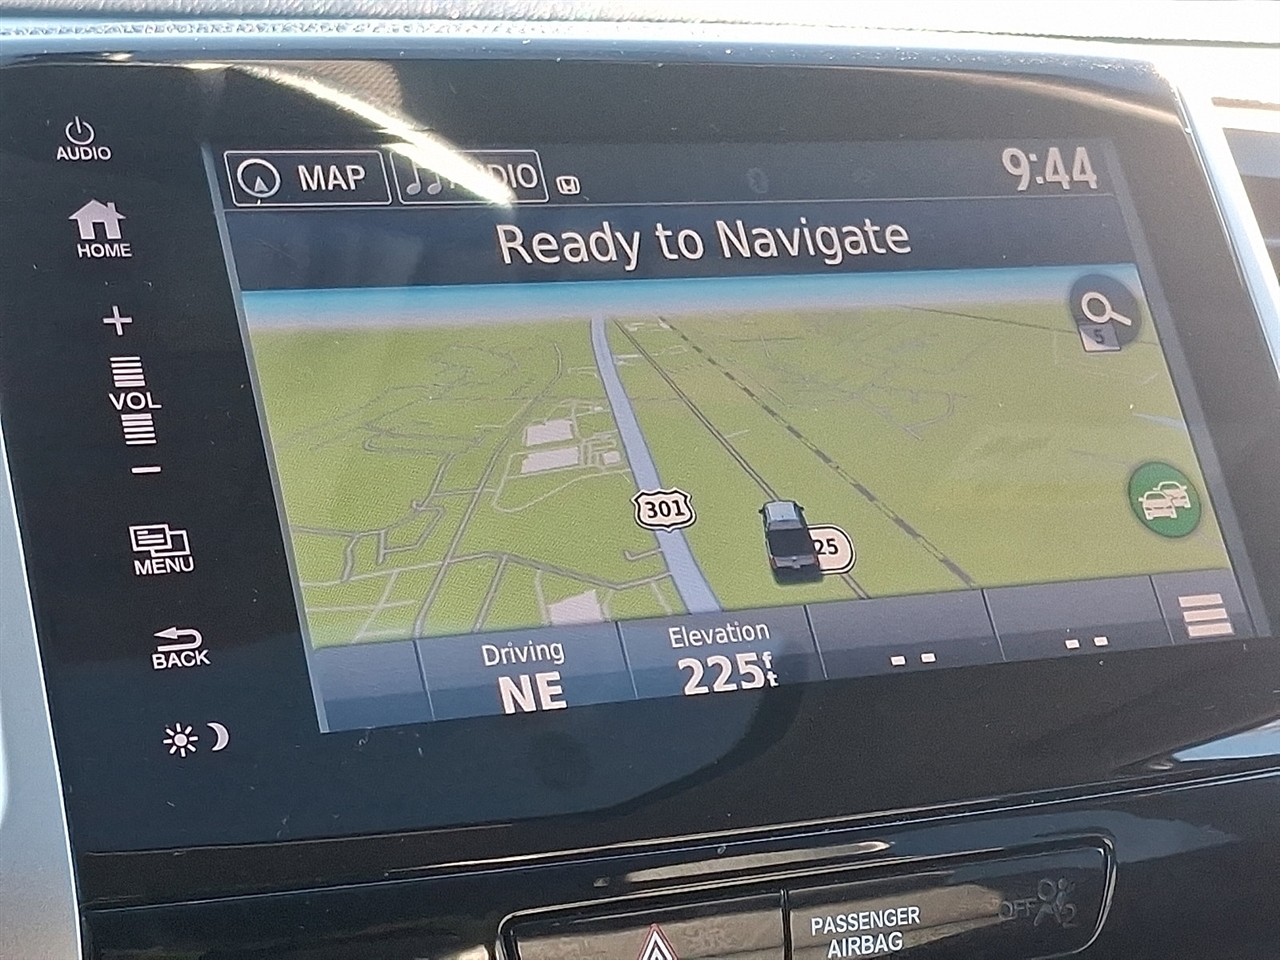 AUDIO
MAP
AUDIO
9:44
HOME
Ready to Navigate
+
5
VOL
-
301
25
MENU
Driving
NE
Elevation
225ft
-- --
BACK
PASSENGER
AIRBAG
OFF